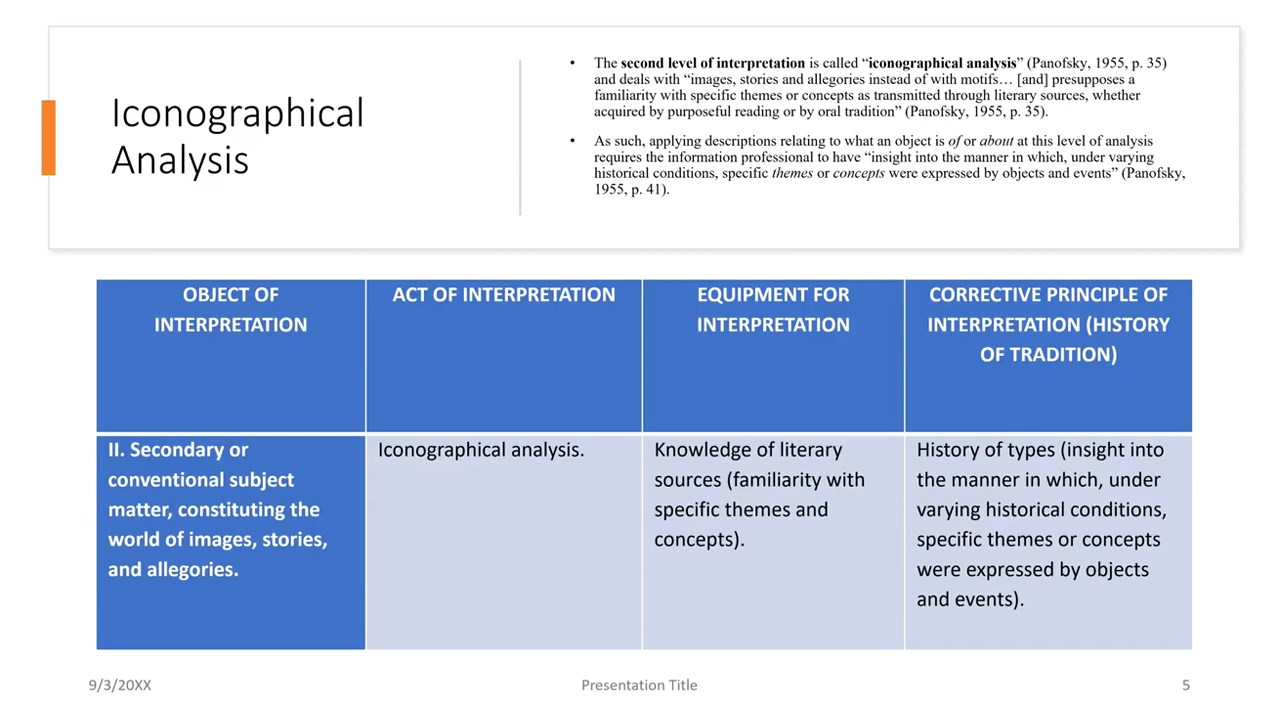 Iconographical
Analysis
• The second level of interpretation is called “iconographical analysis” (Panofsky, 1955, p. 35)
and deals with “images, stories and allegories instead of with motifs… [and] presupposes a
familiarity with specific themes or concepts as transmitted through literary sources, whether
acquired by purposeful reading or by oral tradition” (Panofsky, 1955, p. 35).
• As such, applying descriptions relating to what an object is of or about at this level of analysis
requires the information professional to have “insight into the manner in which, under varying
historical conditions, specific themes or concepts were expressed by objects and events” (Panofsky,
1955, p. 41).
OBJECT OF
INTERPRETATION
ACT OF INTERPRETATION
EQUIPMENT FOR
INTERPRETATION
CORRECTIVE PRINCIPLE OF
INTERPRETATION (HISTORY
OF TRADITION)
II. Secondary or
conventional subject
matter, constituting the
world of images, stories,
and allegories.
Iconographical analysis.
Knowledge of literary
sources (familiarity with
specific themes and
concepts).
History of types (insight into
the manner in which, under
varying historical conditions,
specific themes or concepts
were expressed by objects
and events).
9/3/20XX
Presentation Title
5